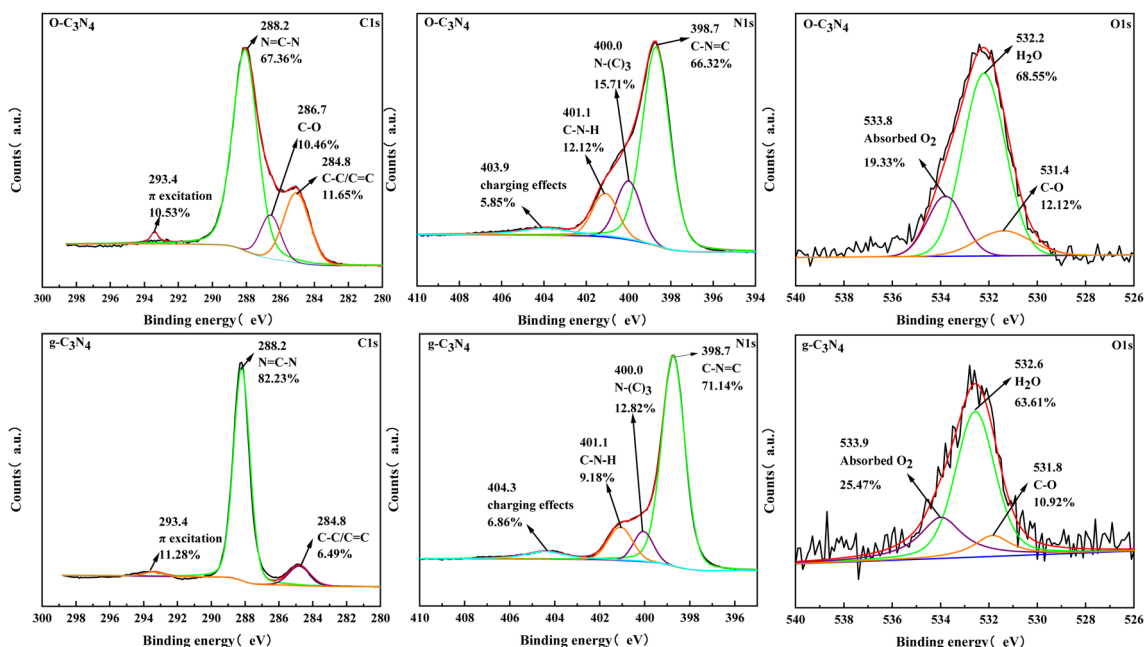 O-C3N4
C1s
288.2
N=C-N
67.36%
286.7
C-O
10.46%
284.8
C-C/C=C
11.65%
293.4
π excitation
10.53%
Counts( a.u.)
300 298 296 294 292 290 288 286 284 282 280
Binding energy( eV)
O-C3N4
N1s
398.7
C-N=C
66.32%
400.0
N-(C)3
15.71%
401.1
C-N-H
12.12%
403.9
charging effects
5.85%
Counts( a.u.)
410 408 406 404 402 400 398 396 394
Binding energy( eV)
O-C3N4
O1s
532.2
H2O
68.55%
533.8
Absorbed O2
19.33%
531.4
C-O
12.12%
Counts( a.u.)
540 538 536 534 532 530 528 526
Binding energy( eV)
g-C3N4
C1s
288.2
N=C-N
82.23%
293.4
π excitation
11.28%
284.8
C-C/C=C
6.49%
Counts( a.u.)
300 298 296 294 292 290 288 286 284 282 280
Binding energy( eV)
g-C3N4
N1s
398.7
C-N=C
71.14%
400.0
N-(C)3
12.82%
401.1
C-N-H
9.18%
404.3
charging effects
6.86%
Counts( a.u.)
410 408 406 404 402 400 398 396
Binding energy( eV)
g-C3N4
O1s
532.6
H2O
63.61%
533.9
Absorbed O2
25.47%
531.8
C-O
10.92%
Counts( a.u.)
540 538 536 534 532 530 528 526
Binding energy( eV)